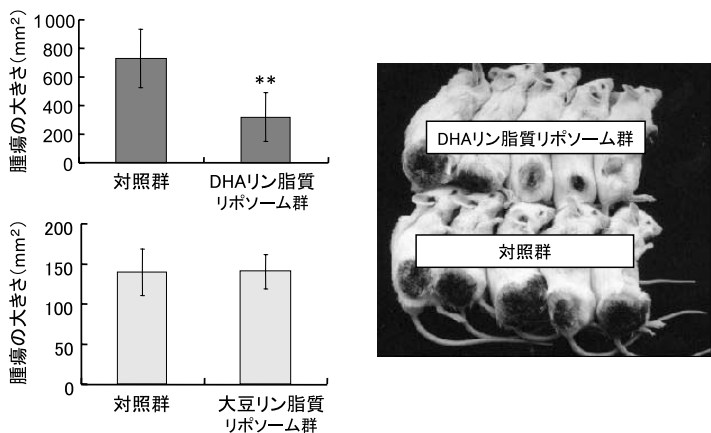 腫瘍の大きさ(mm²)
1000
800
600
400
200
0
**
対照群
DHAリン脂質
リポソーム群
腫瘍の大きさ(mm²)
200
150
100
50
0
対照群
大豆リン脂質
リポソーム群
DHAリン脂質リポソーム群
対照群